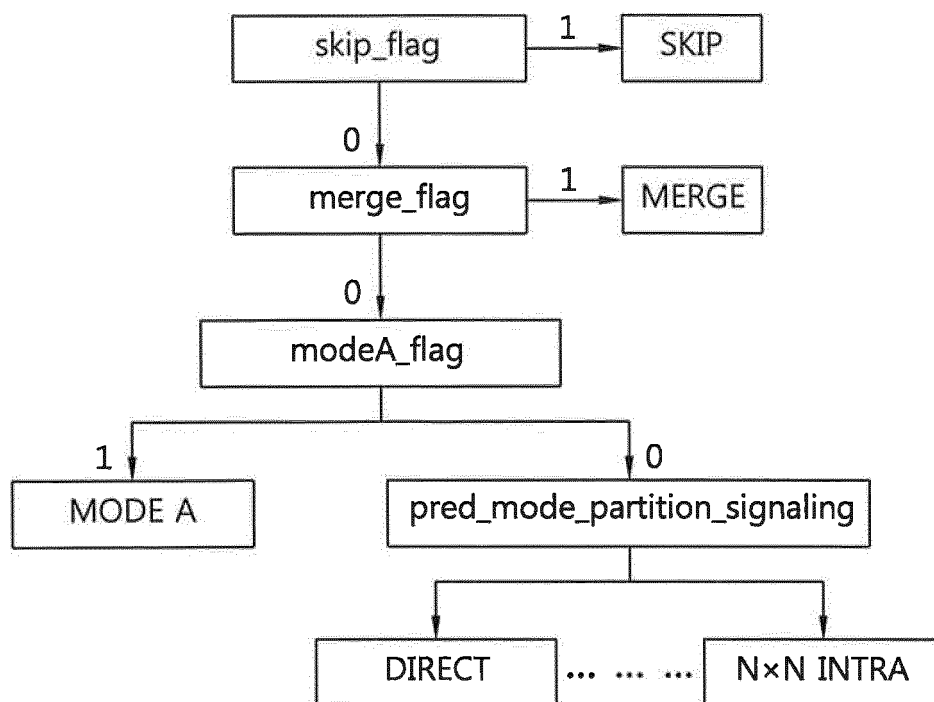 skip_flag
1
SKIP
0
merge_flag
1
MERGE
0
modeA_flag
1
0
MODE A
pred_mode_partition_signaling
DIRECT
... ... ...
N×N INTRA